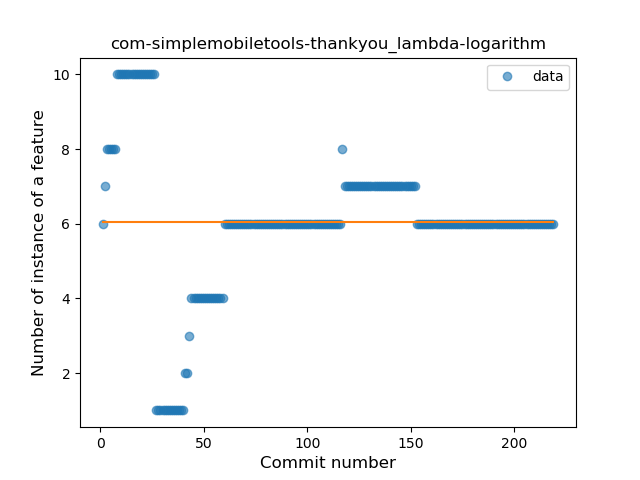 com-simplemobiletools-thankyou_lambda-logarithm
data
Number of instance of a feature
10
8
6
4
2
0 50 100 150 200
Commit number